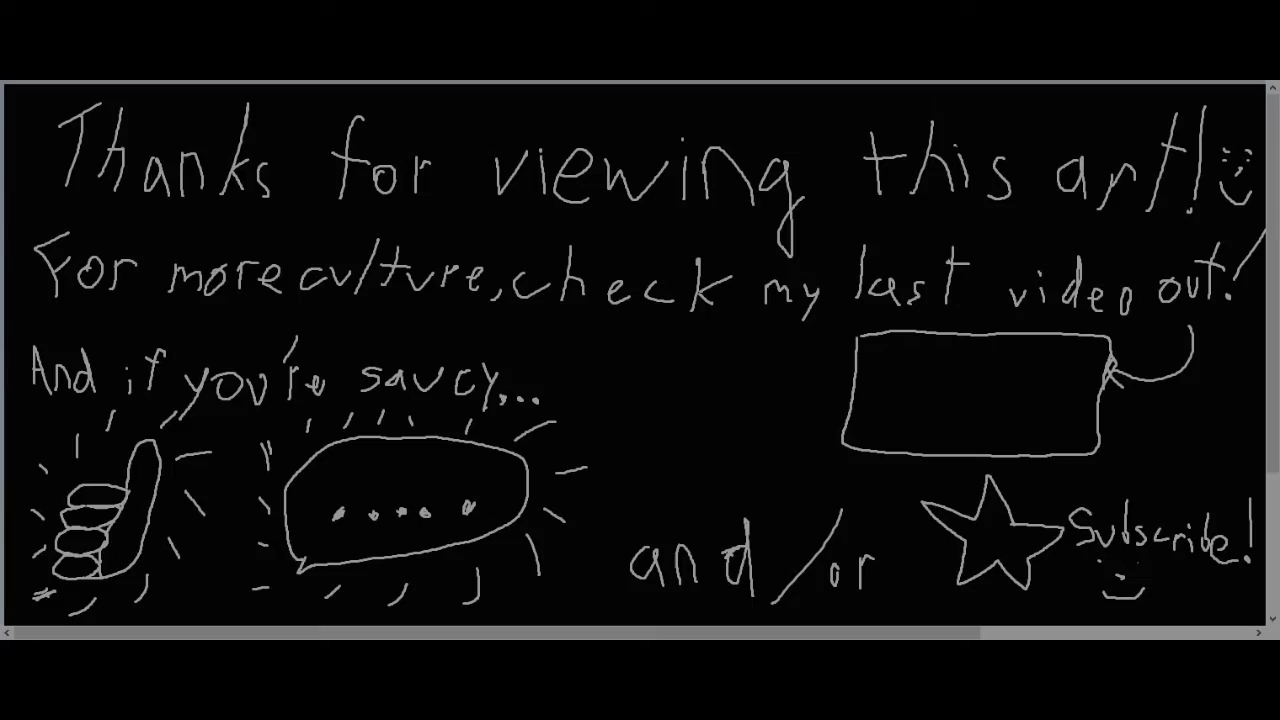 Thanks for viewing this art!
For more culture, check my last video out!
And if you're saucy...
and/or
Subscribe!